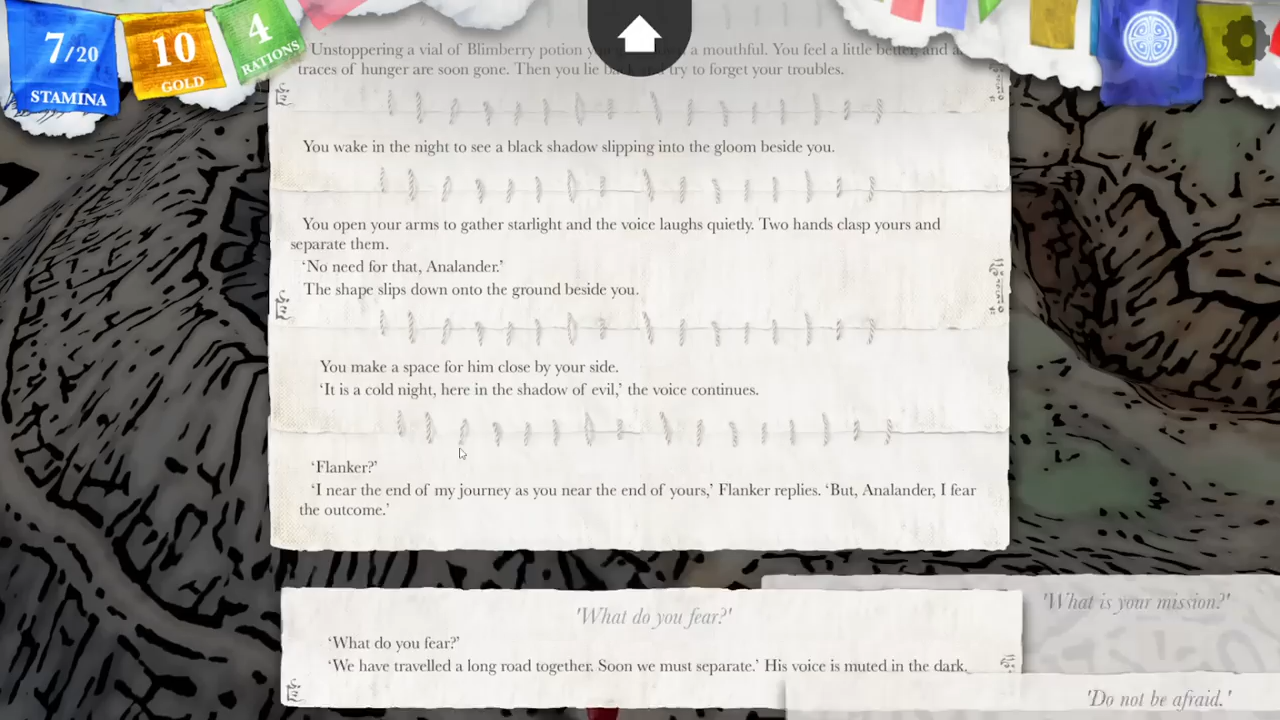 7/20
STAMINA
10
GOLD
4
RATIONS
Unstoppering a vial of Blimberry potion a mouthful. You feel a little better, and
traces of hunger are soon gone. Then you lie try to forget your troubles.
You wake in the night to see a black shadow slipping into the gloom beside you.
You open your arms to gather starlight and the voice laughs quietly. Two hands clasp yours and
separate them.
‘No need for that, Analander.’
The shape slips down onto the ground beside you.
You make a space for him close by your side.
‘It is a cold night, here in the shadow of evil,’ the voice continues.
‘Flanker?’
‘I near the end of my journey as you near the end of yours,’ Flanker replies. ‘But, Analander, I fear
the outcome.’
'What do you fear?'
‘What do you fear?’
‘We have travelled a long road together. Soon we must separate.’ His voice is muted in the dark.
'What is your mission?'
'Do not be afraid.'